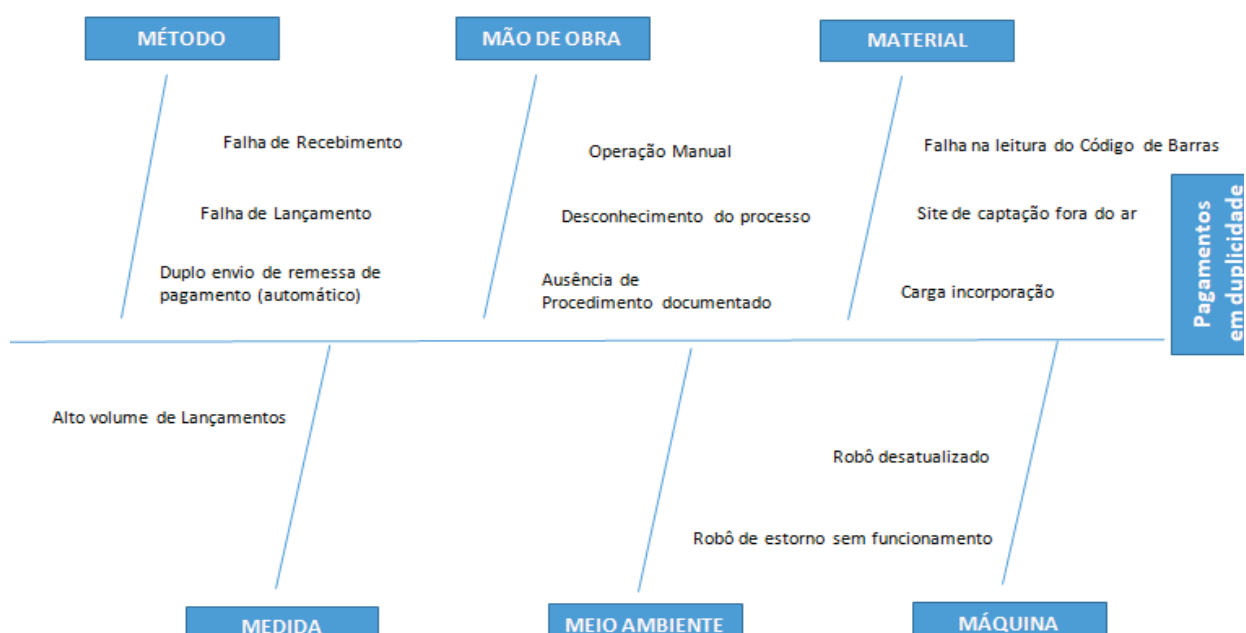 MÉTODO
MÃO DE OBRA
MATERIAL
Falha de Recebimento
Falha de Lançamento
Duplo envio de remessa de
pagamento (automático)
Operação Manual
Desconhecimento do processo
Ausência de
Procedimento documentado
Falha na leitura do Código de Barras
Site de captação fora do ar
Carga incorporação
Pagamentos
em duplicidade
Alto volume de Lançamentos
Robô desatualizado
Robô de estorno sem funcionamento
MEDIDA
MEIO AMBIENTE
MÁQUINA